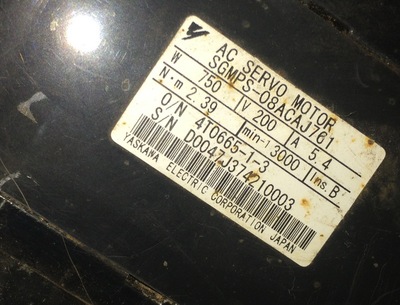 AC SERVO MOTOR
SGMPS-08ACAJ761
W 750 V 200 A 5.4
N·m 2.39 min-1 3000 Ins. B
O/N 4T0665-1-3
S/N D0047J314210003
YASKAWA ELECTRIC CORPORATION JAPAN